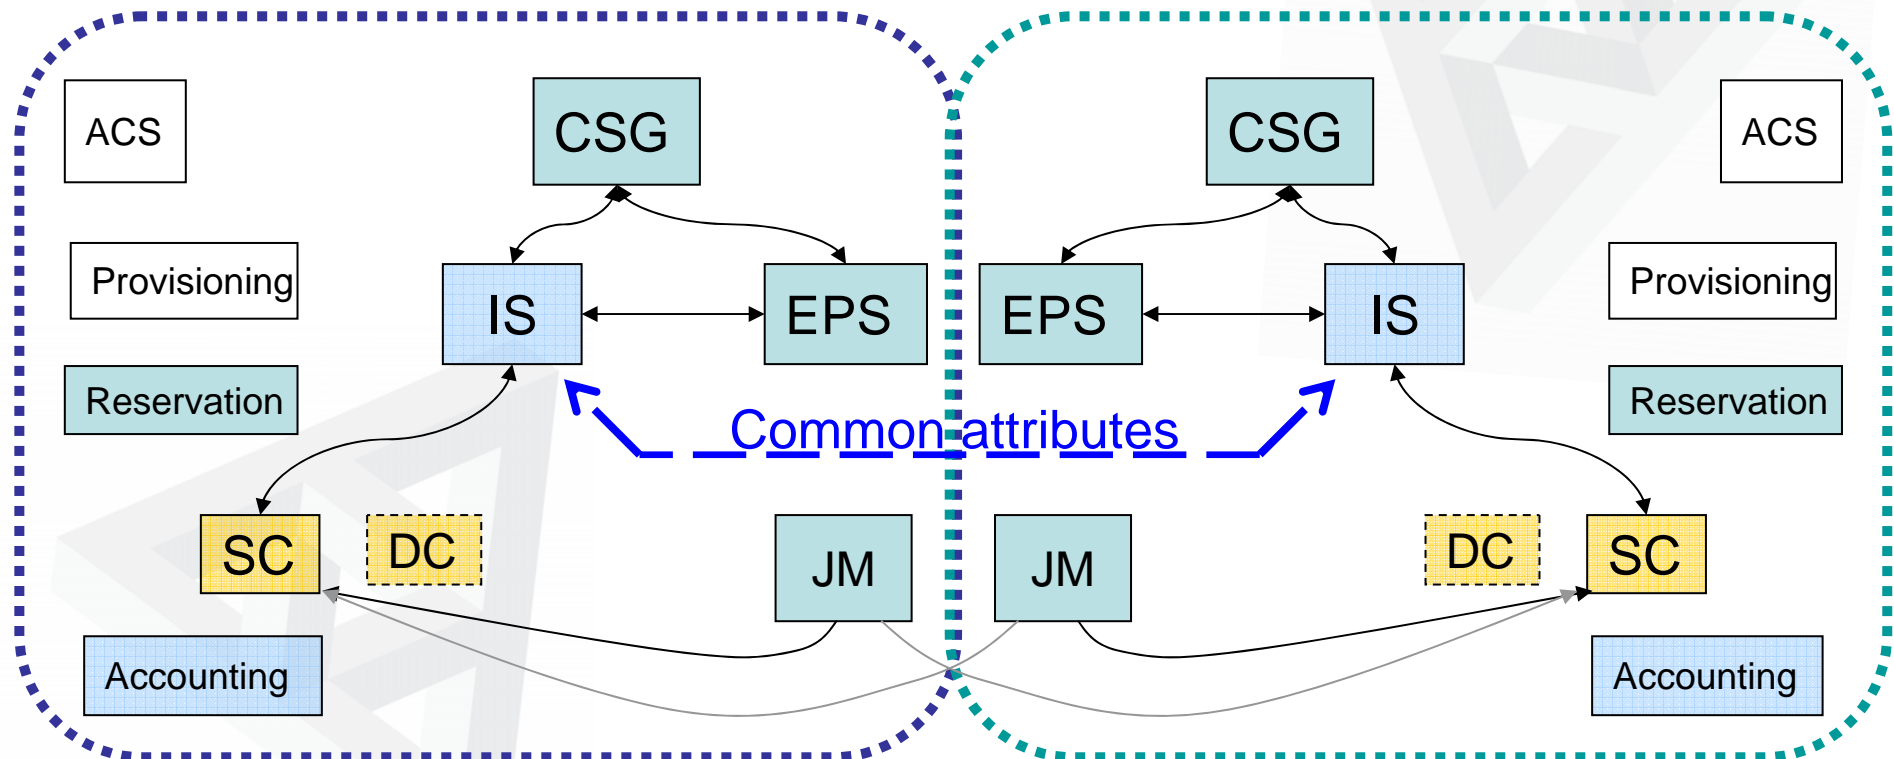 ACS
CSG
CSG
ACS
Provisioning
IS
EPS
EPS
IS
Provisioning
Reservation
Common attributes
Reservation
SC
DC
JM
JM
DC
SC
Accounting
Accounting